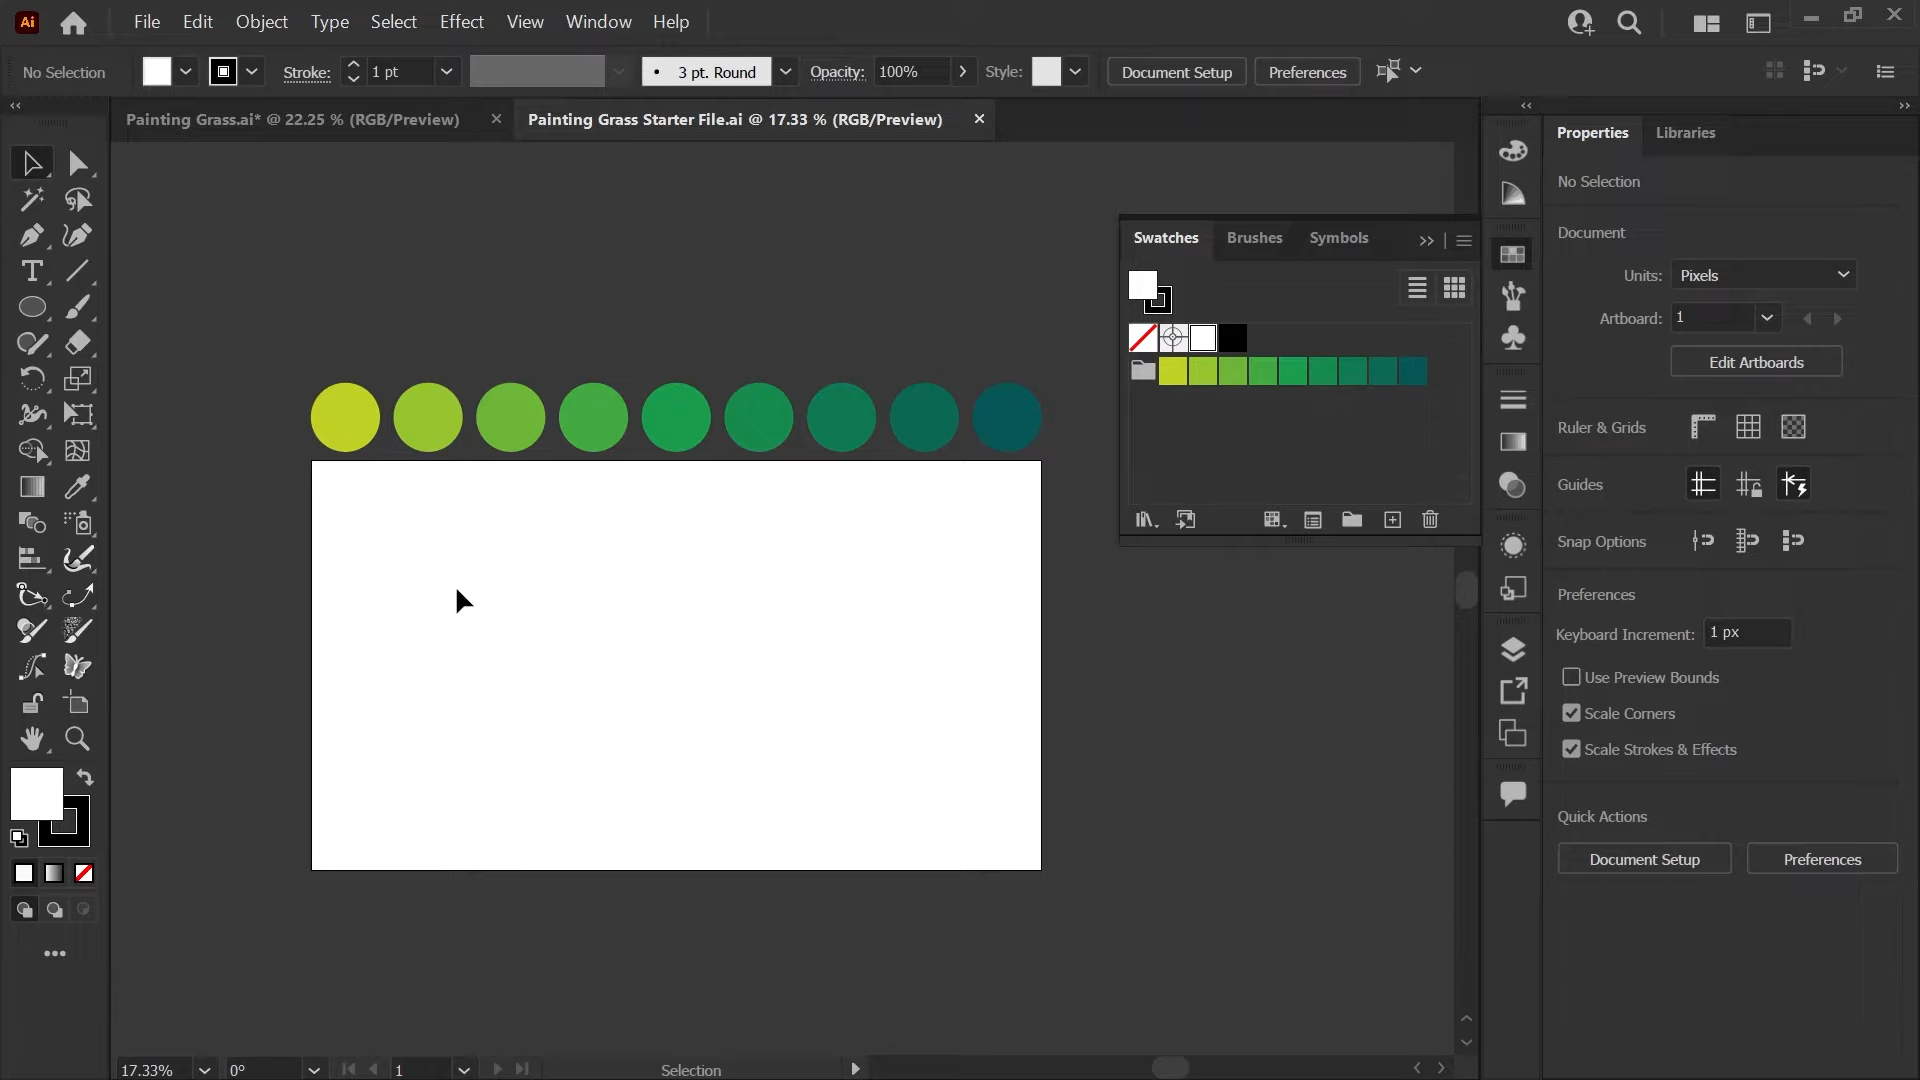 Ai File Edit Object Type Select Effect View Window Help
No Selection Stroke: 1 pt 3 pt. Round Opacity: 100% Style: Document Setup Preferences
Painting Grass.ai* @ 22.25 % (RGB/Preview) Painting Grass Starter File.ai @ 17.33 % (RGB/Preview)
Properties Libraries
No Selection
Document
Units: Pixels
Artboard: 1
Edit Artboards
Ruler & Grids
Guides
Snap Options
Preferences
Keyboard Increment: 1 px
Use Preview Bounds
Scale Corners
Scale Strokes & Effects
Quick Actions
Document Setup Preferences
Swatches Brushes Symbols
17.33% 0° 1 Selection